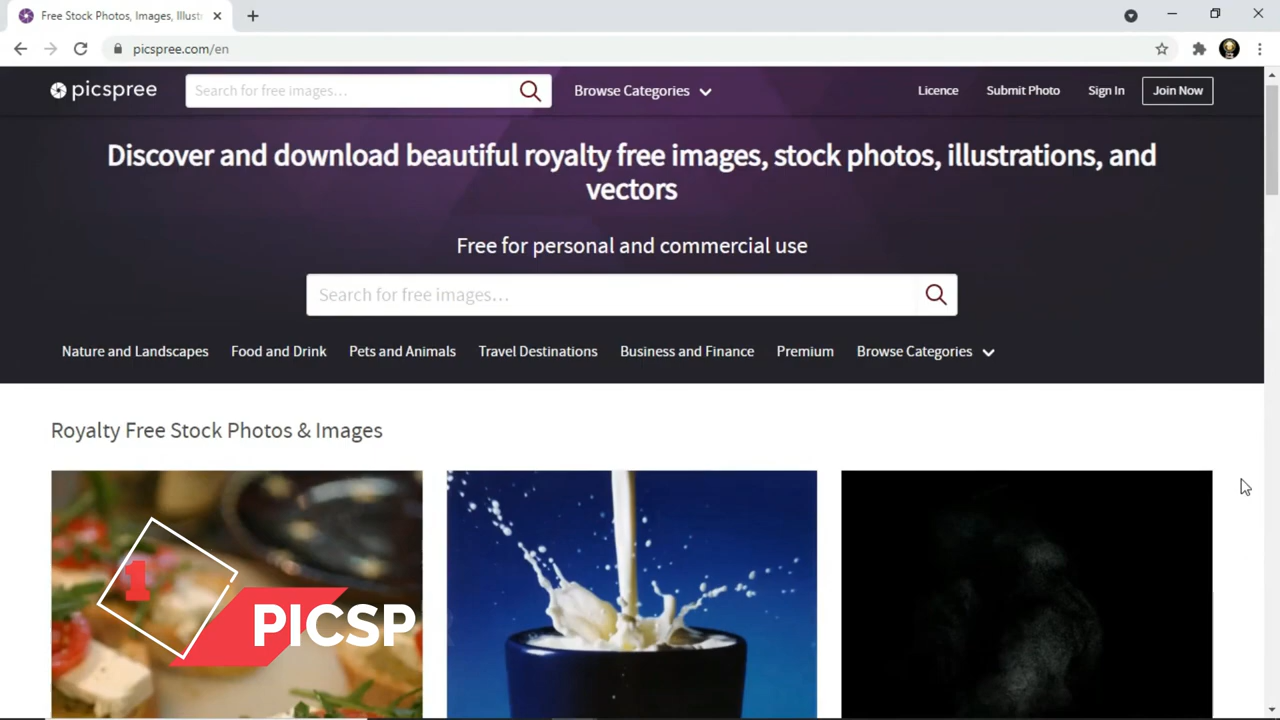 Free Stock Photos, Images, Illust
picspree.com/en
picspree
Search for free images...
Browse Categories
Licence
Submit Photo
Sign In
Join Now
Discover and download beautiful royalty free images, stock photos, illustrations, and
vectors
Free for personal and commercial use
Search for free images...
Nature and Landscapes
Food and Drink
Pets and Animals
Travel Destinations
Business and Finance
Premium
Browse Categories
Royalty Free Stock Photos & Images
1
PICSP